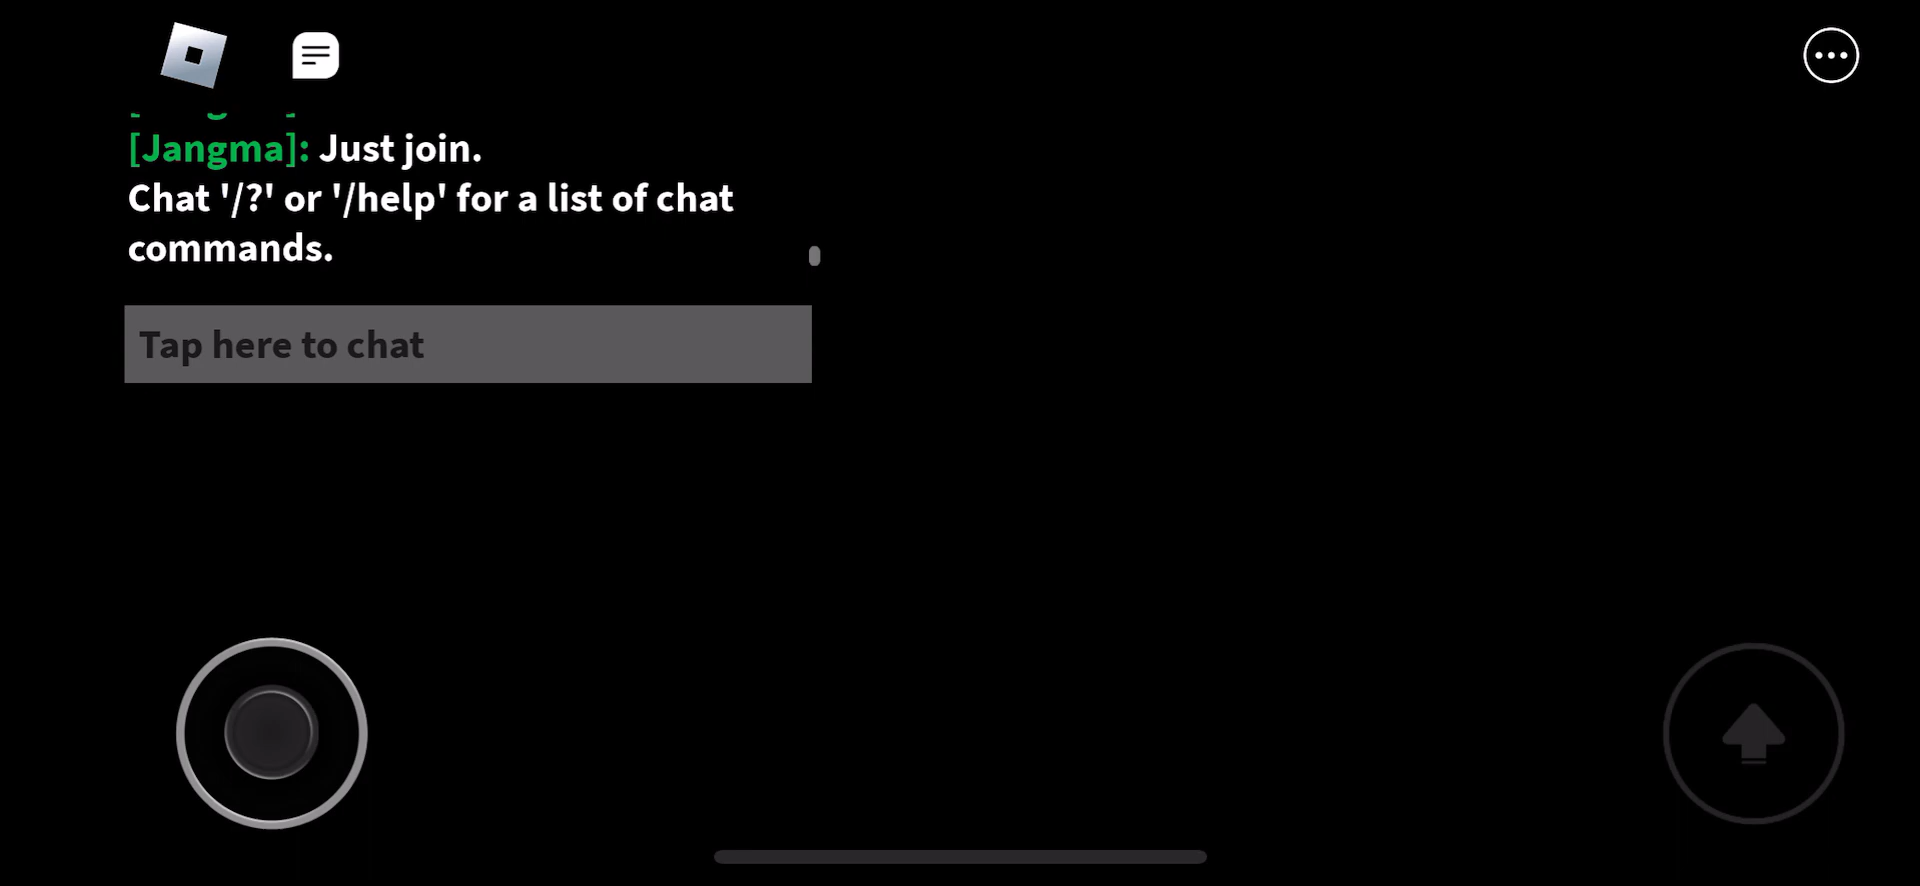 [Jangma]: Just join.
Chat '/?' or '/help' for a list of chat
commands.
Tap here to chat